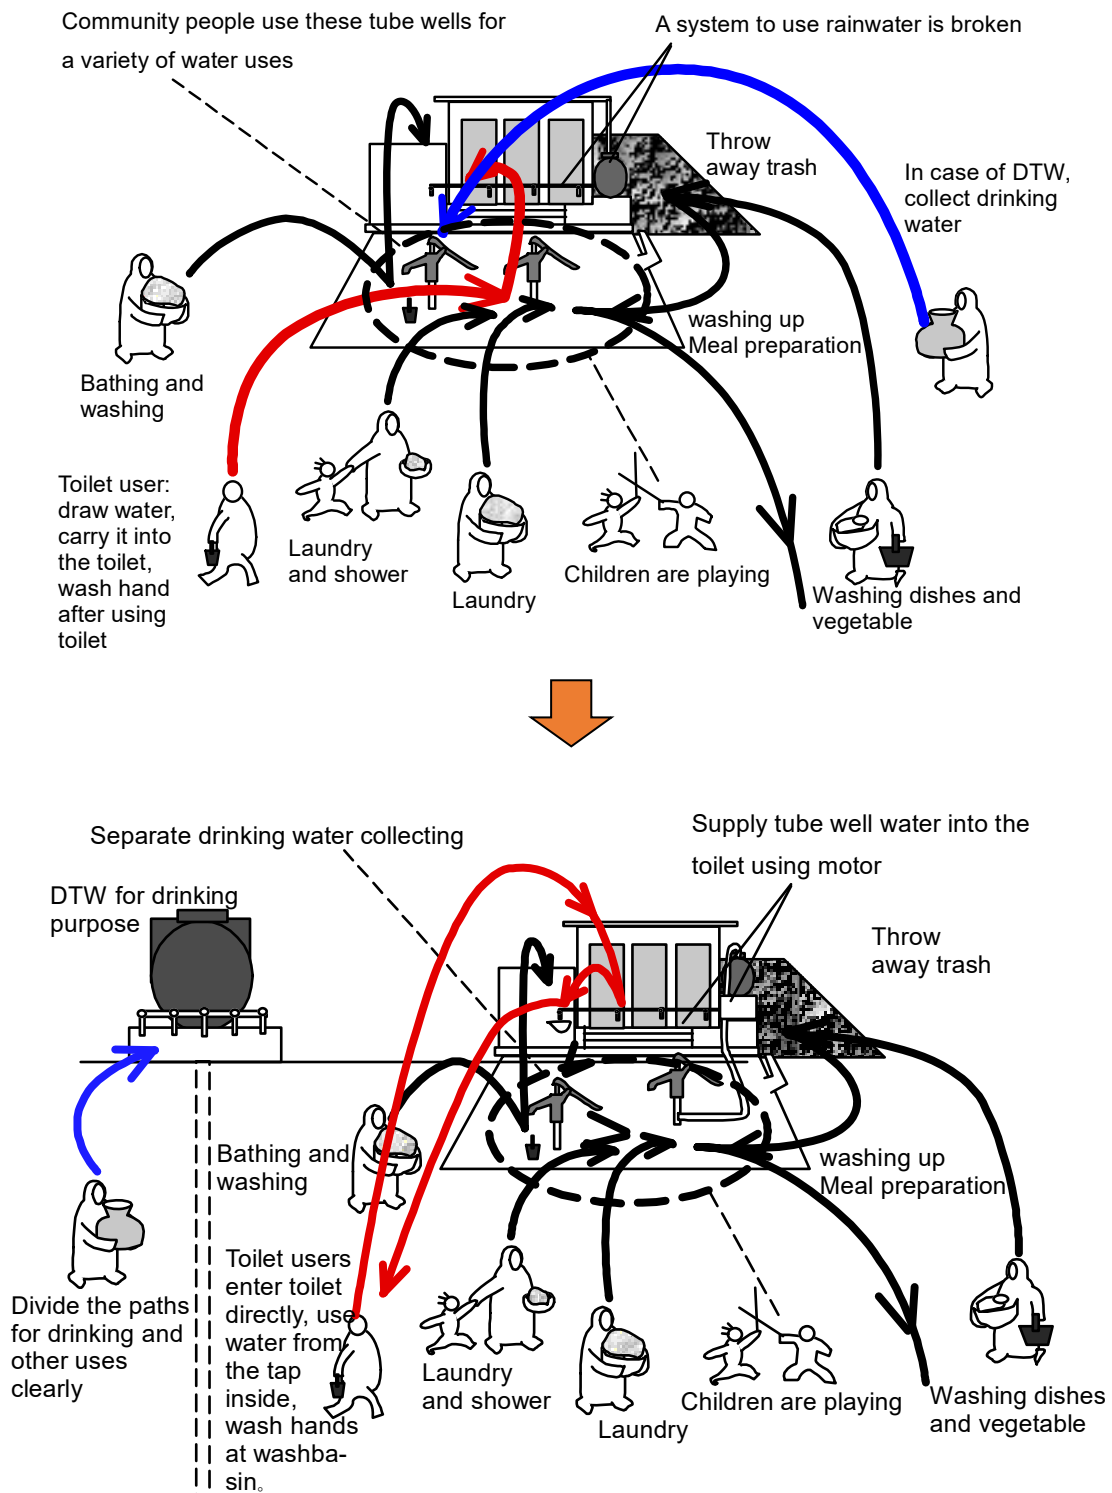 Community people use these tube wells for
a variety of water uses
A system to use rainwater is broken
Throw
away trash
In case of DTW,
collect drinking
water
washing up
Meal preparation
Bathing and
washing
Toilet user:
draw water,
carry it into
the toilet,
wash hand
after using
toilet
Laundry
and shower
Laundry
Children are playing
Washing dishes and
vegetable
Separate drinking water collecting
Supply tube well water into the
toilet using motor
DTW for drinking
purpose
Throw
away trash
Bathing and
washing
washing up
Meal preparation
Divide the paths
for drinking and
other uses
clearly
Toilet users
enter toilet
directly, use
water from
the tap
inside,
wash hands
at washba-
sin。
Laundry
and shower
Laundry
Children are playing
Washing dishes
and vegetable